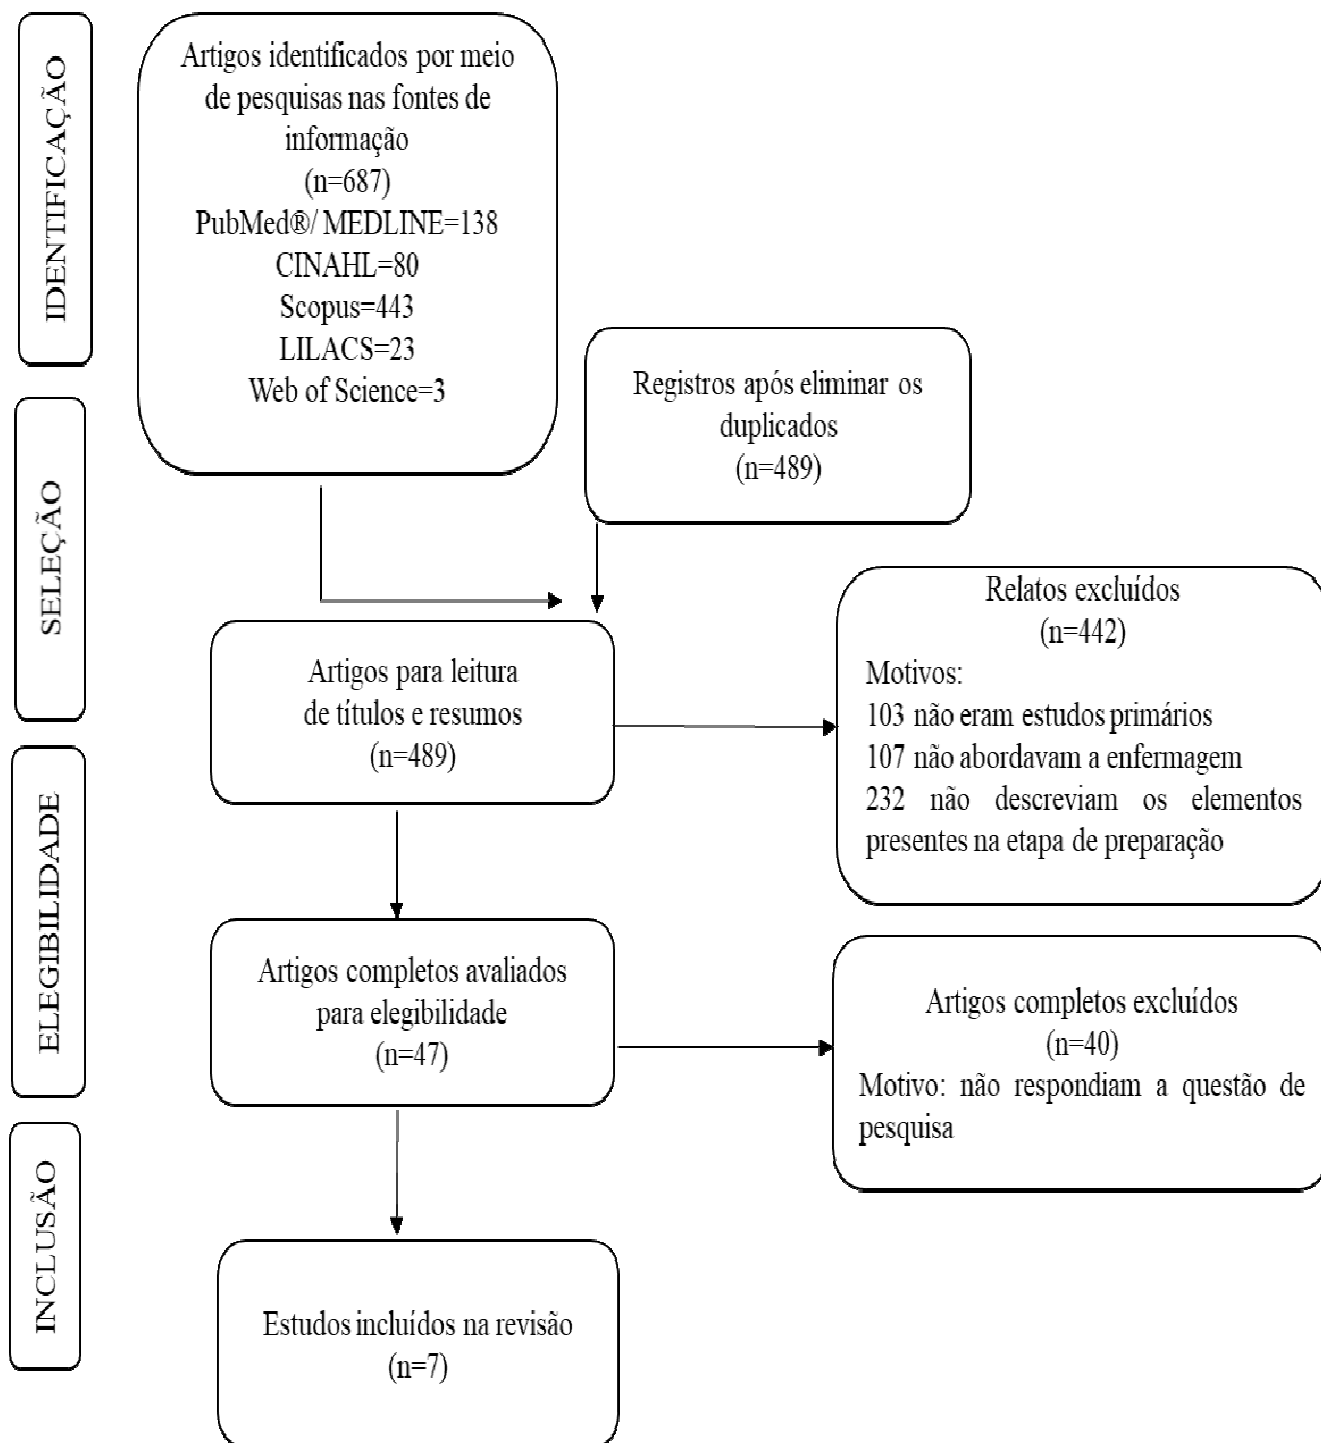 IDENTIFICAÇÃO
Artigos identificados por meio
de pesquisas nas fontes de
informação
(n=687)
PubMed®/ MEDLINE=138
CINAHL=80
Scopus=443
LILACS=23
Web of Science=3
Registros após eliminar os
duplicados
(n=489)
SELEÇÃO
Artigos para leitura
de títulos e resumos
(n=489)
Relatos excluídos
(n=442)
Motivos:
103 não eram estudos primários
107 não abordavam a enfermagem
232 não descreviam os elementos
presentes na etapa de preparação
ELEGIBILIDADE
Artigos completos avaliados
para elegibilidade
(n=47)
Artigos completos excluídos
(n=40)
Motivo: não respondiam a questão de
pesquisa
INCLUSÃO
Estudos incluídos na revisão
(n=7)